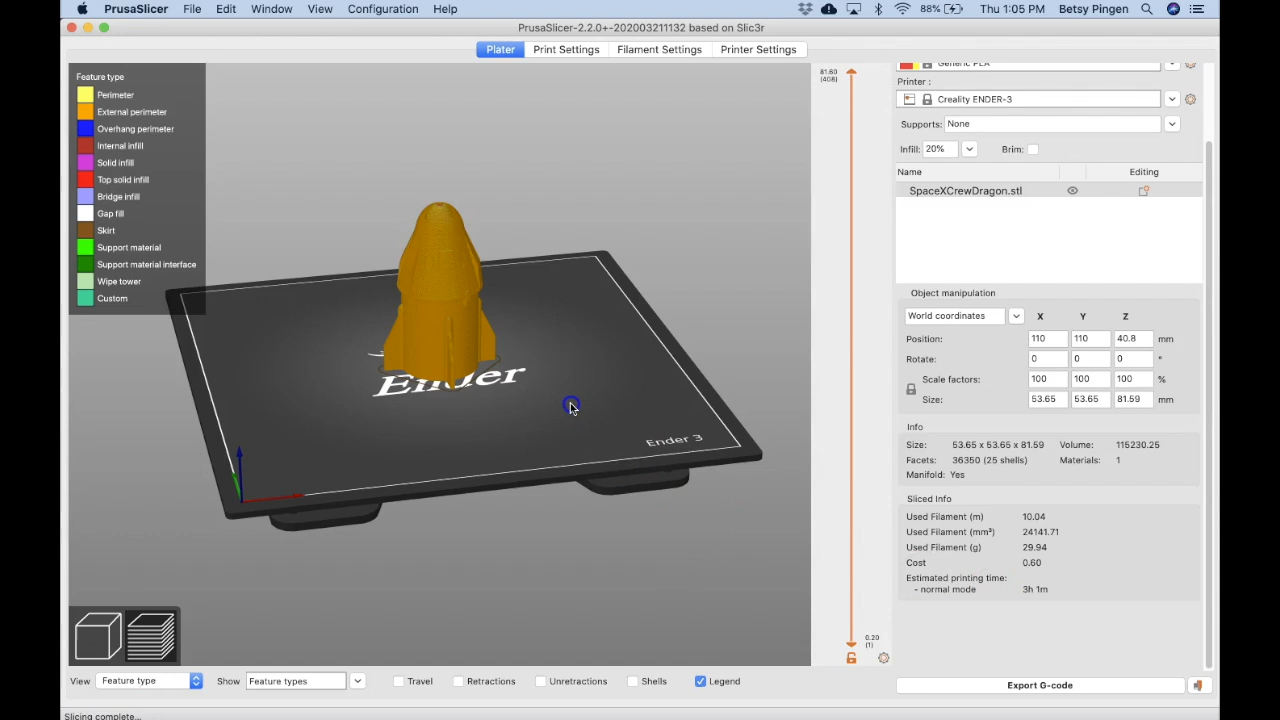 PrusaSlicer File Edit Window View Configuration Help 88% Thu 1:05 PM Betsy Pingen
PrusaSlicer-2.2.0+-202003211132 based on Slic3r
Plater Print Settings Filament Settings Printer Settings
Feature type
Perimeter
External perimeter
Overhang perimeter
Internal infill
Solid infill
Top solid infill
Bridge infill
Gap fill
Skirt
Support material
Support material interface
Wipe tower
Custom
Ender
Ender 3
81.60
(408)
0.20
(1)
Generic PLA
Printer :
Creality ENDER-3
Supports: None
Infill: 20% Brim:
Name Editing
SpaceXCrewDragon.stl
Object manipulation
World coordinates X Y Z
Position: 110 110 40.8 mm
Rotate: 0 0 0 °
Scale factors: 100 100 100 %
Size: 53.65 53.65 81.59 mm
Info
Size: 53.65 x 53.65 x 81.59 Volume: 115230.25
Facets: 36350 (25 shells) Materials: 1
Manifold: Yes
Sliced Info
Used Filament (m) 10.04
Used Filament (mm³) 24141.71
Used Filament (g) 29.94
Cost 0.60
Estimated printing time:
- normal mode 3h 1m
View Feature type Show Feature types Travel Retractions Unretractions Shells Legend
Export G-code
Slicing complete...